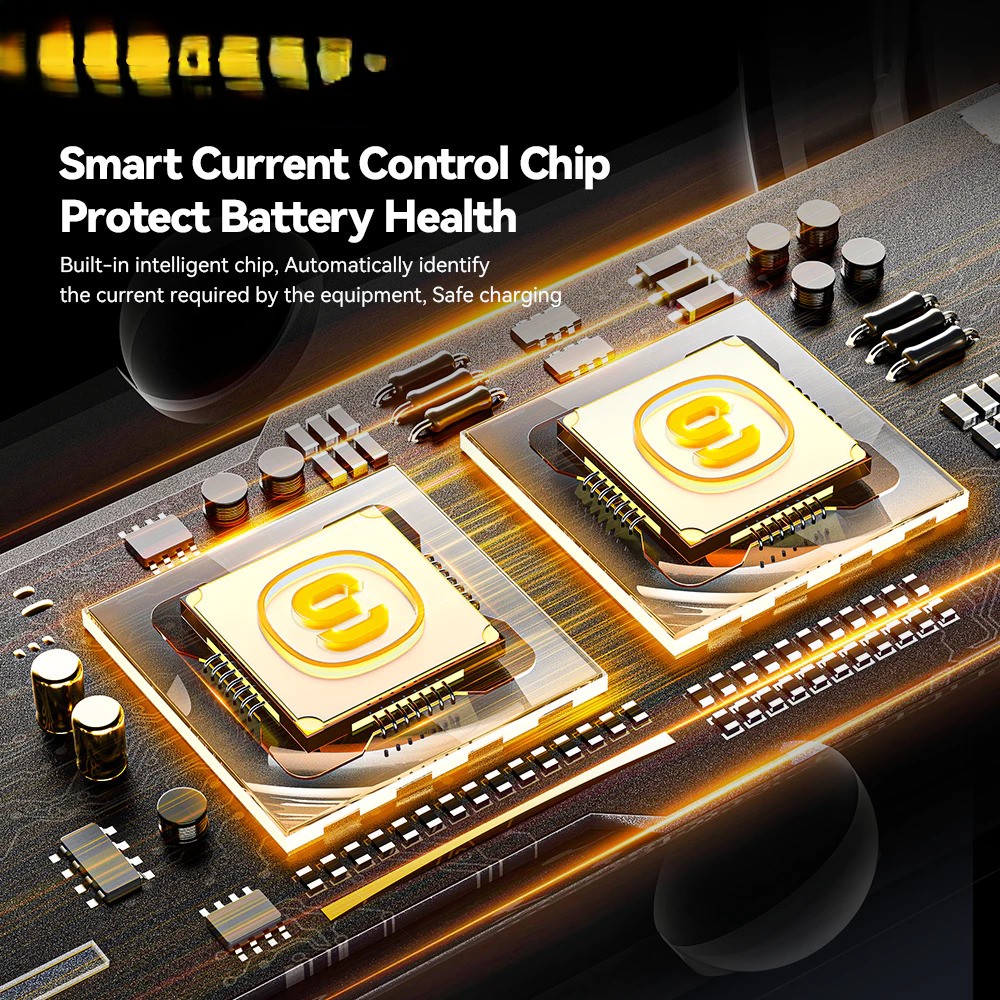 Smart Current Control Chip
Protect Battery Health
Built-in intelligent chip, Automatically identify
the current required by the equipment, Safe charging